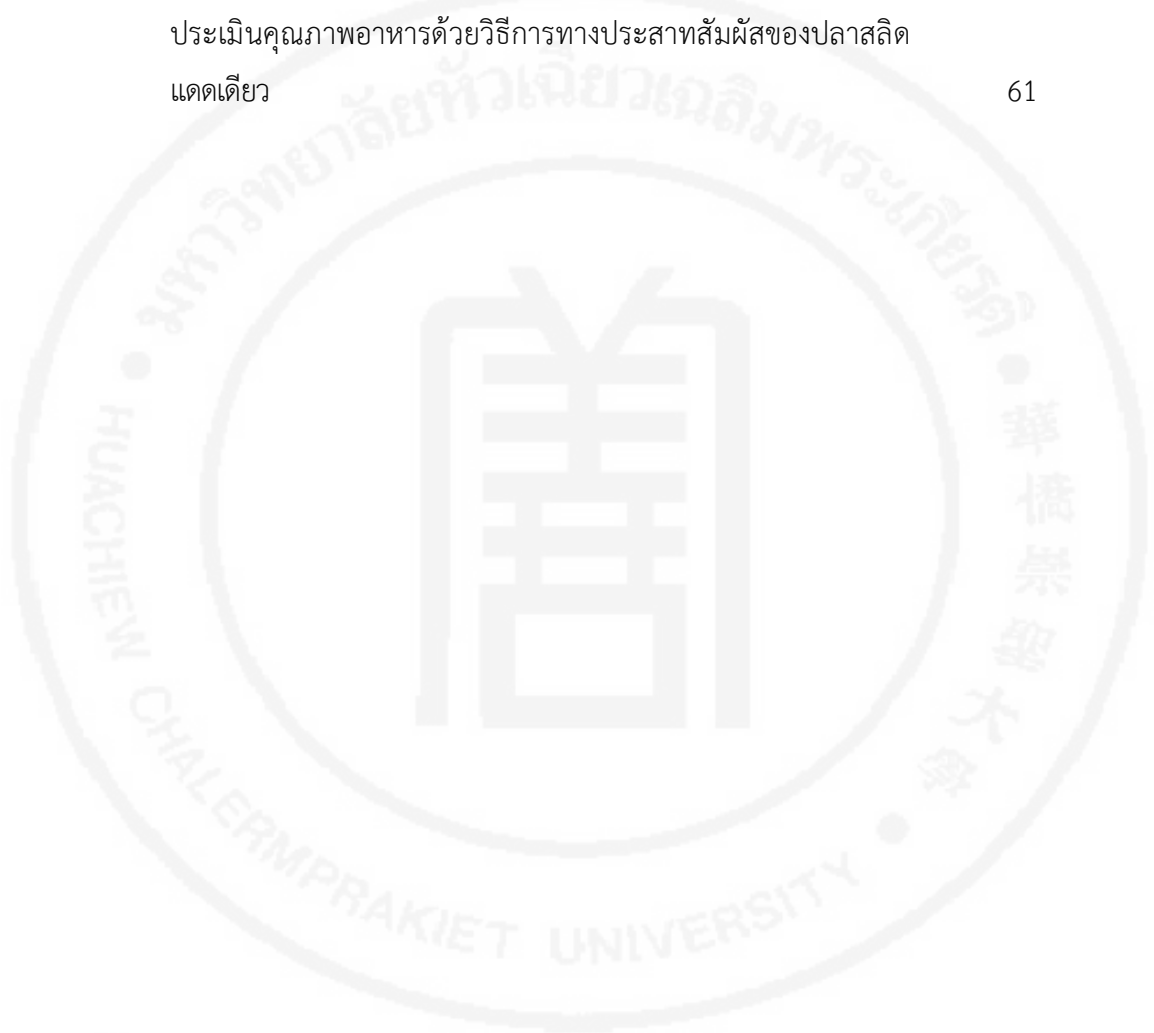 ประเมินคุณภาพอาหารด้วยวิธีการทางประสาทสัมผัสของปลาสลิด
แดดเดียว 61
มหาวิทยาลัยหัวเฉียวเฉลิมพระเกียรติ
華僑崇聖大學
HUACHIEW CHALERMPRAKIET UNIVERSITY